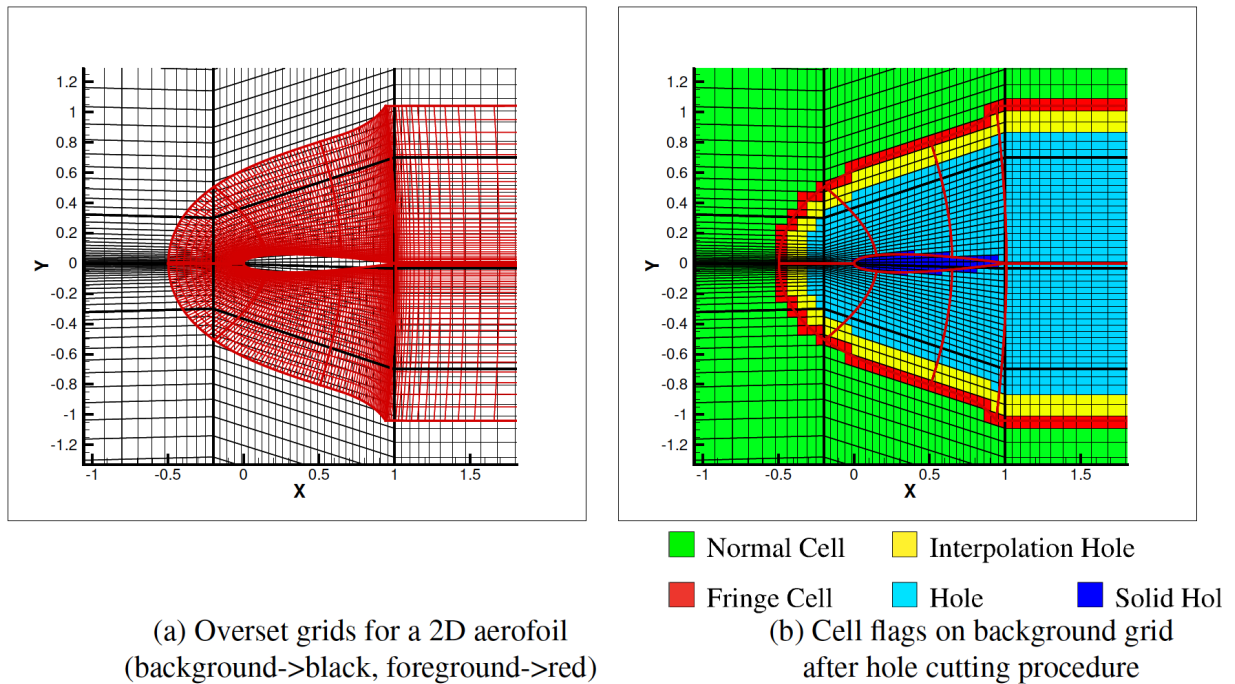 1.2
1
0.8
0.6
0.4
0.2
0
-0.2
-0.4
-0.6
-0.8
-1
-1.2
Y
-1 -0.5 0 0.5 1 1.5
X
1.2
1
0.8
0.6
0.4
0.2
0
-0.2
-0.4
-0.6
-0.8
-1
-1.2
Y
-1 -0.5 0 0.5 1 1.5
X
Normal Cell Interpolation Hole
Fringe Cell Hole Solid Hol
(a) Overset grids for a 2D aerofoil
(background->black, foreground->red)
(b) Cell flags on background grid
after hole cutting procedure